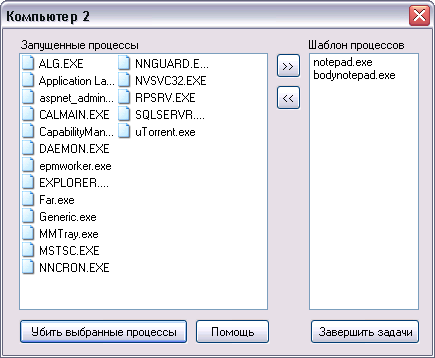 Компьютер 2
Запущенные процессы
ALG.EXE
Application La...
aspnet_admin...
CALMAIN.EXE
CapabilityMan...
DAEMON.EXE
epmworker.exe
EXPLORER....
Far.exe
Generic.exe
MMTray.exe
MSTSC.EXE
NNCRON.EXE
NNGUARD.E...
NVSVC32.EXE
RPSRV.EXE
SQLSERVR....
uTorrent.exe
>>
<<
Шаблон процессов
notepad.exe
bodynotepad.exe
Убить выбранные процессы
Помощь
Завершить задачи